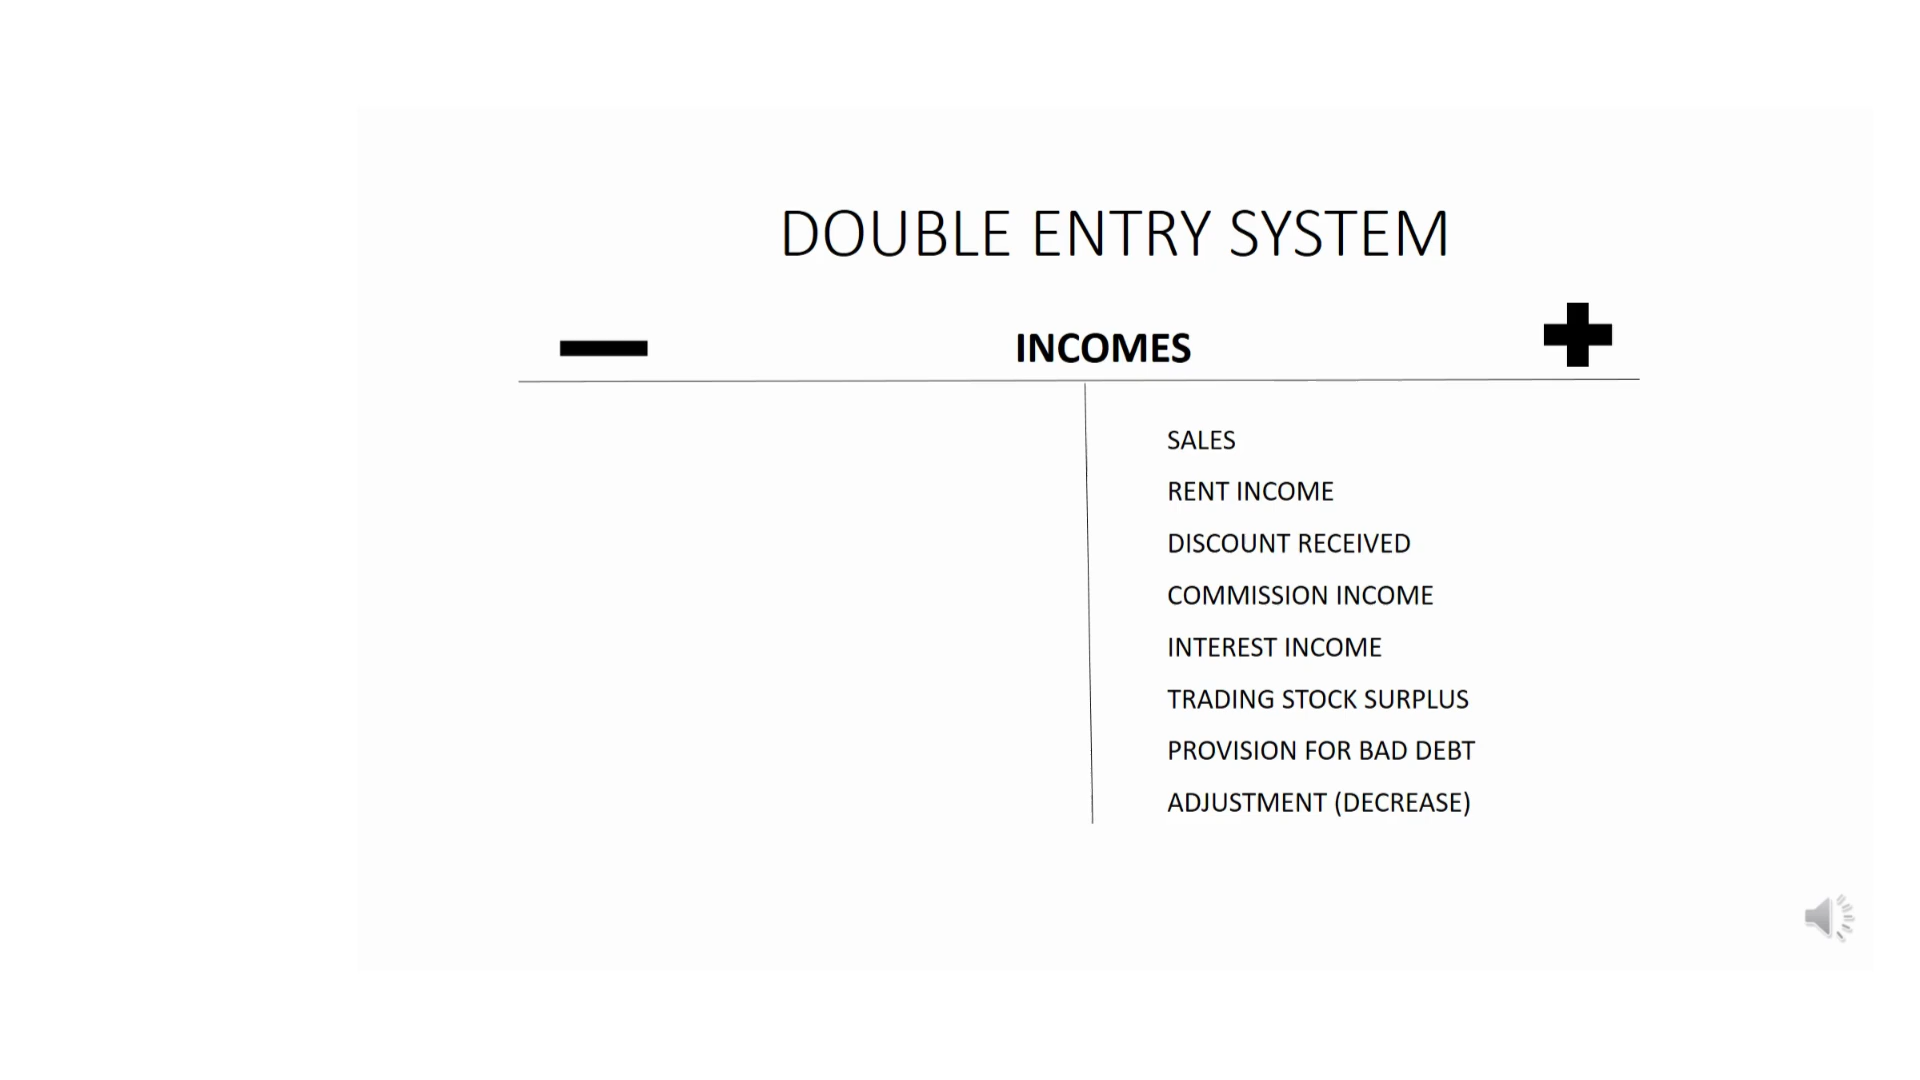 DOUBLE ENTRY SYSTEM
INCOMES
SALES
RENT INCOME
DISCOUNT RECEIVED
COMMISSION INCOME
INTEREST INCOME
TRADING STOCK SURPLUS
PROVISION FOR BAD DEBT
ADJUSTMENT (DECREASE)